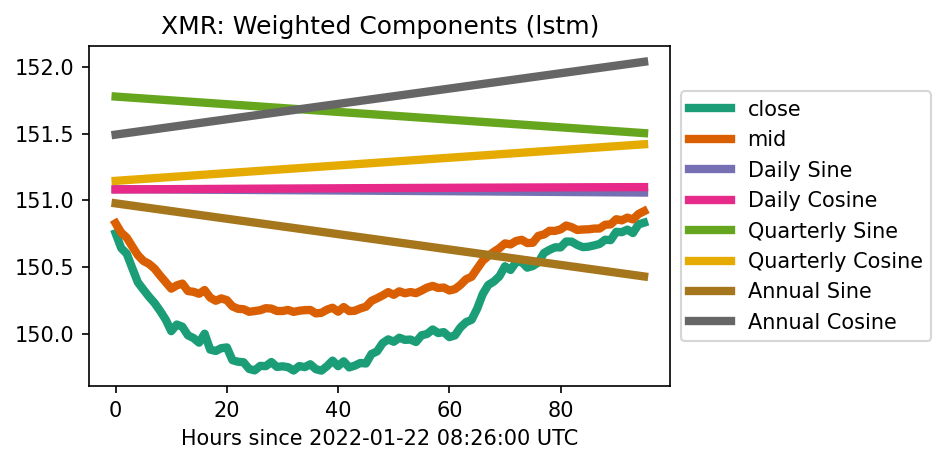 XMR: Weighted Components (lstm)
152.0
151.5
151.0
150.5
150.0
0 20 40 60 80
Hours since 2022-01-22 08:26:00 UTC
close
mid
Daily Sine
Daily Cosine
Quarterly Sine
Quarterly Cosine
Annual Sine
Annual Cosine